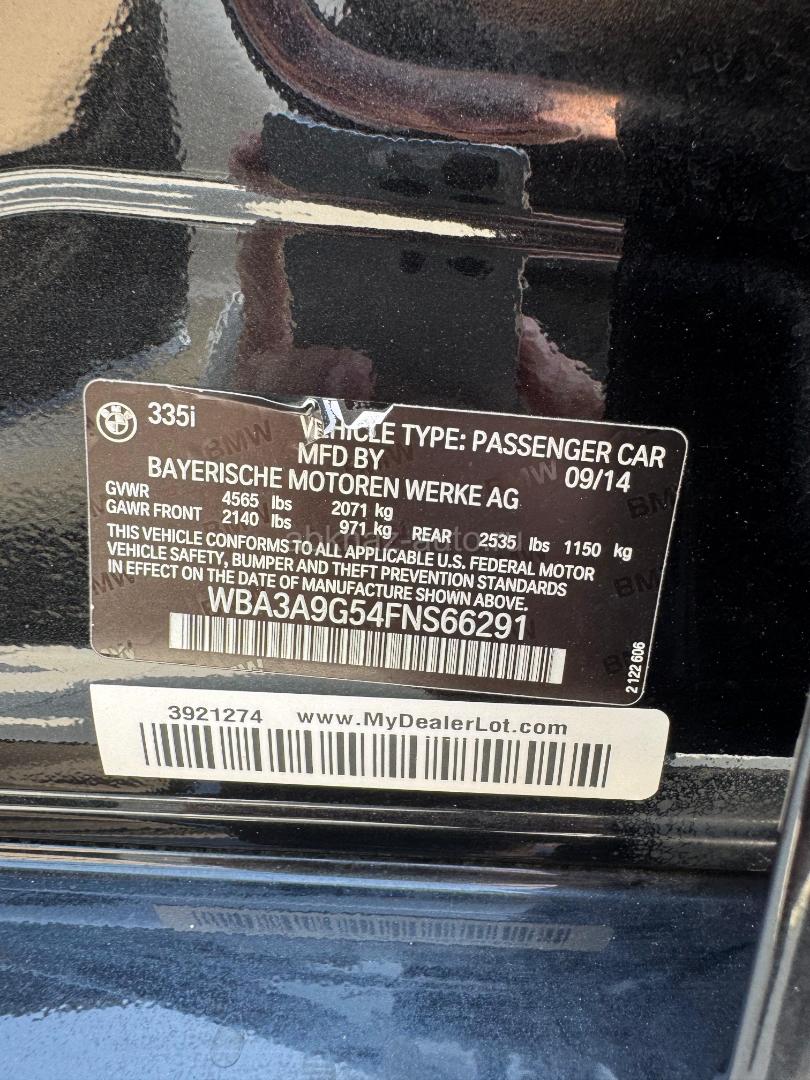 335i
VEHICLE TYPE: PASSENGER CAR
MFD BY
BAYERISCHE MOTOREN WERKE AG 09/14
GVWR 4565 lbs 2071 kg
GAWR FRONT 2140 lbs 971 kg REAR 2535 lbs 1150 kg
THIS VEHICLE CONFORMS TO ALL APPLICABLE U.S. FEDERAL MOTOR
VEHICLE SAFETY, BUMPER AND THEFT PREVENTION STANDARDS
IN EFFECT ON THE DATE OF MANUFACTURE SHOWN ABOVE.
WBA3A9G54FNS66291
2 122 606
3921274 www.MyDealerLot.com